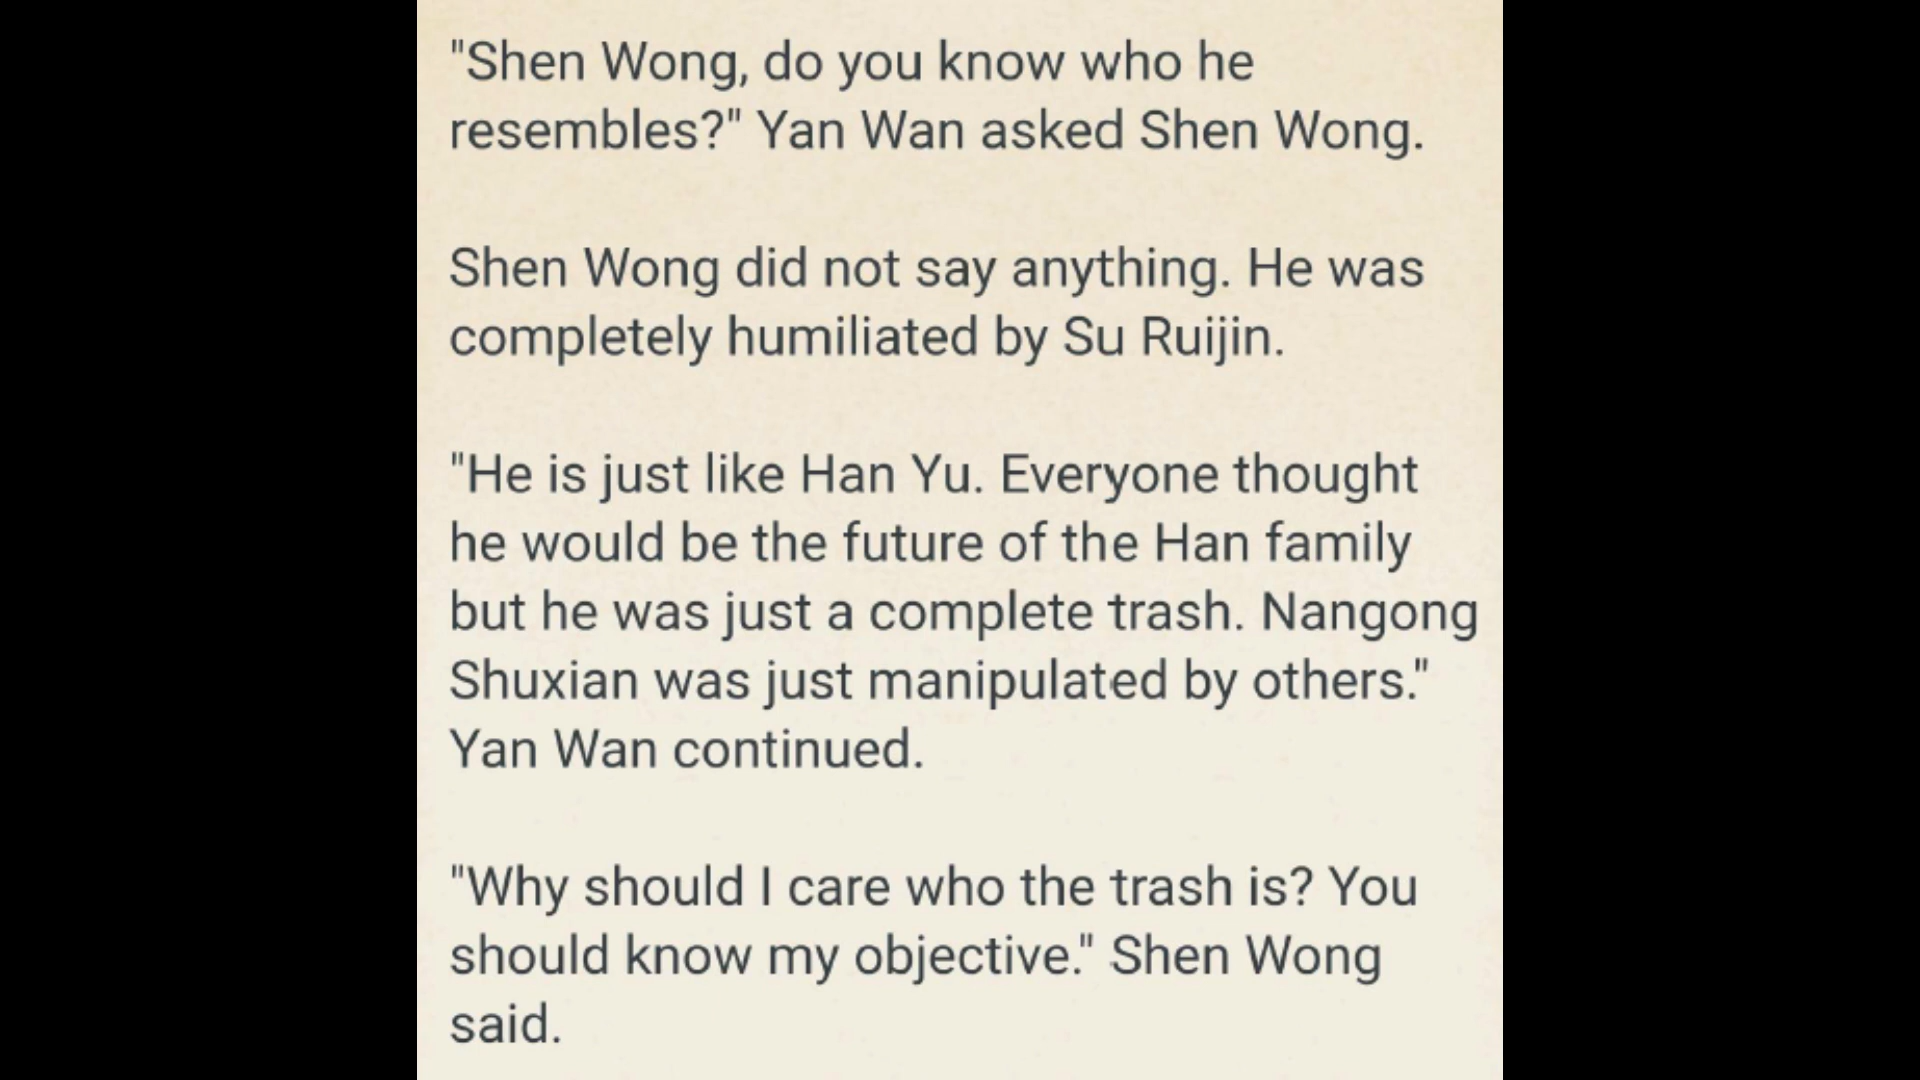 "Shen Wong, do you know who he
resembles?" Yan Wan asked Shen Wong.
Shen Wong did not say anything. He was
completely humiliated by Su Ruijin.
"He is just like Han Yu. Everyone thought
he would be the future of the Han family
but he was just a complete trash. Nangong
Shuxian was just manipulated by others."
Yan Wan continued.
"Why should I care who the trash is? You
should know my objective." Shen Wong
said.